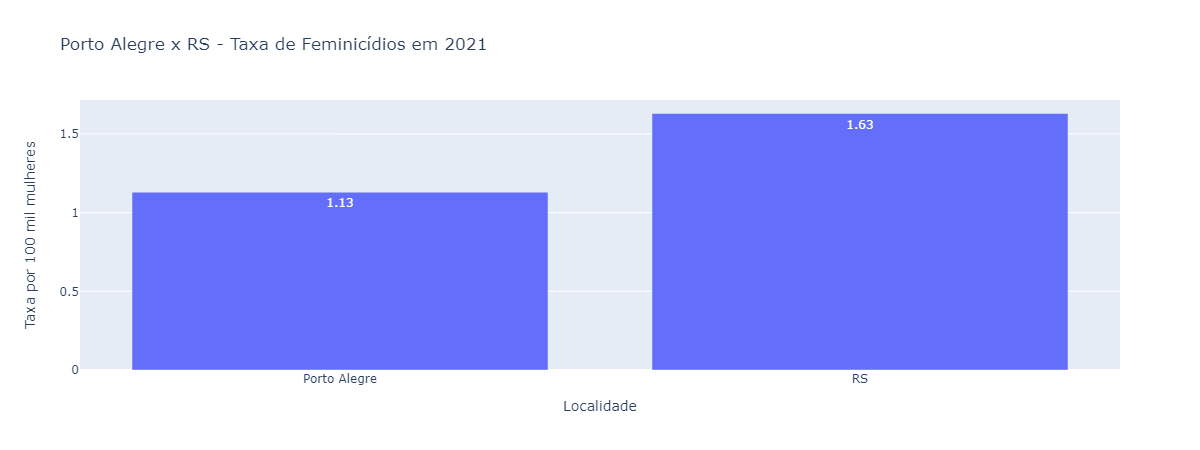 Porto Alegre x RS - Taxa de Feminicídios em 2021
Taxa por 100 mil mulheres
1.5
1
0.5
0
1.13
1.63
Porto Alegre
RS
Localidade